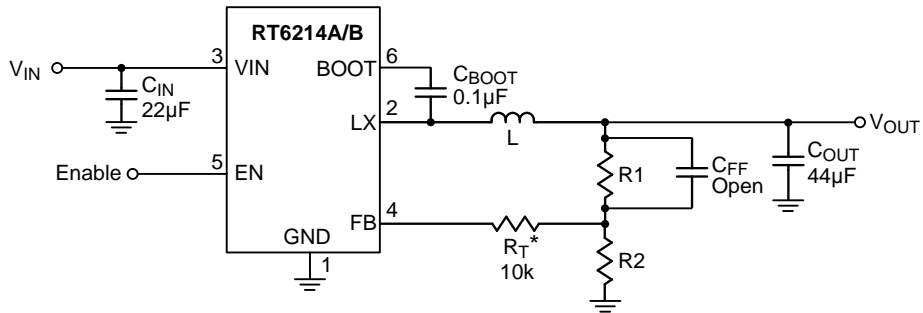 RT6214A/B
VIN
3
VIN
BOOT
6
CIN
22µF
CBOOT
0.1µF
LX
2
L
VOUT
Enable
5
EN
R1
CFF
Open
COUT
44µF
FB
4
RT*
10k
R2
GND
1